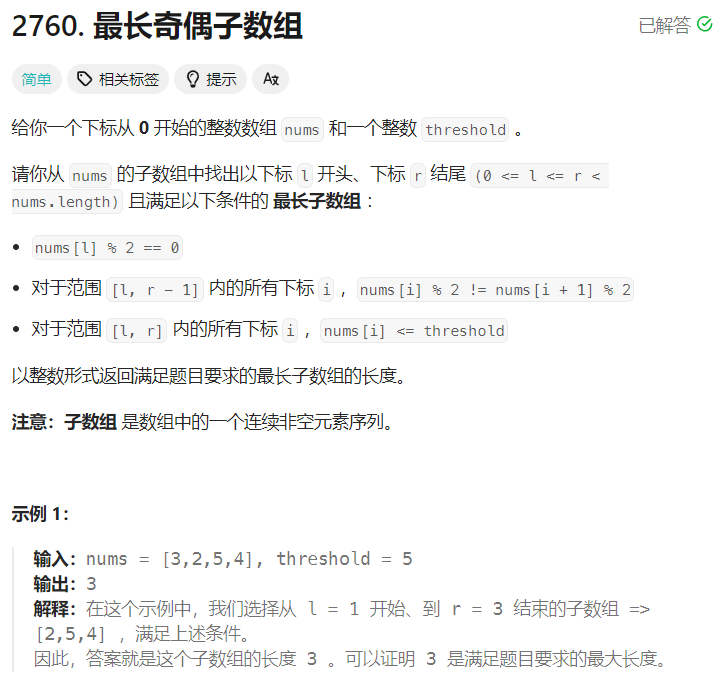 2760. 最长奇偶子数组
已解答
简单 相关标签 提示 Aあ
给你一个下标从 0 开始的整数数组 nums 和一个整数 threshold 。
请你从 nums 的子数组中找出以下标 l 开头、下标 r 结尾 (0 <= l <= r <
nums.length) 且满足以下条件的 最长子数组 ：
• nums[l] % 2 == 0
• 对于范围 [l, r - 1] 内的所有下标 i ，nums[i] % 2 != nums[i + 1] % 2
• 对于范围 [l, r] 内的所有下标 i ，nums[i] <= threshold
以整数形式返回满足题目要求的最长子数组的长度。
注意：子数组 是数组中的一个连续非空元素序列。
示例 1：
输入：nums = [3,2,5,4], threshold = 5
输出：3
解释：在这个示例中，我们选择从 l = 1 开始、到 r = 3 结束的子数组 =>
[2,5,4] ，满足上述条件。
因此，答案就是这个子数组的长度 3 。可以证明 3 是满足题目要求的最大长度。